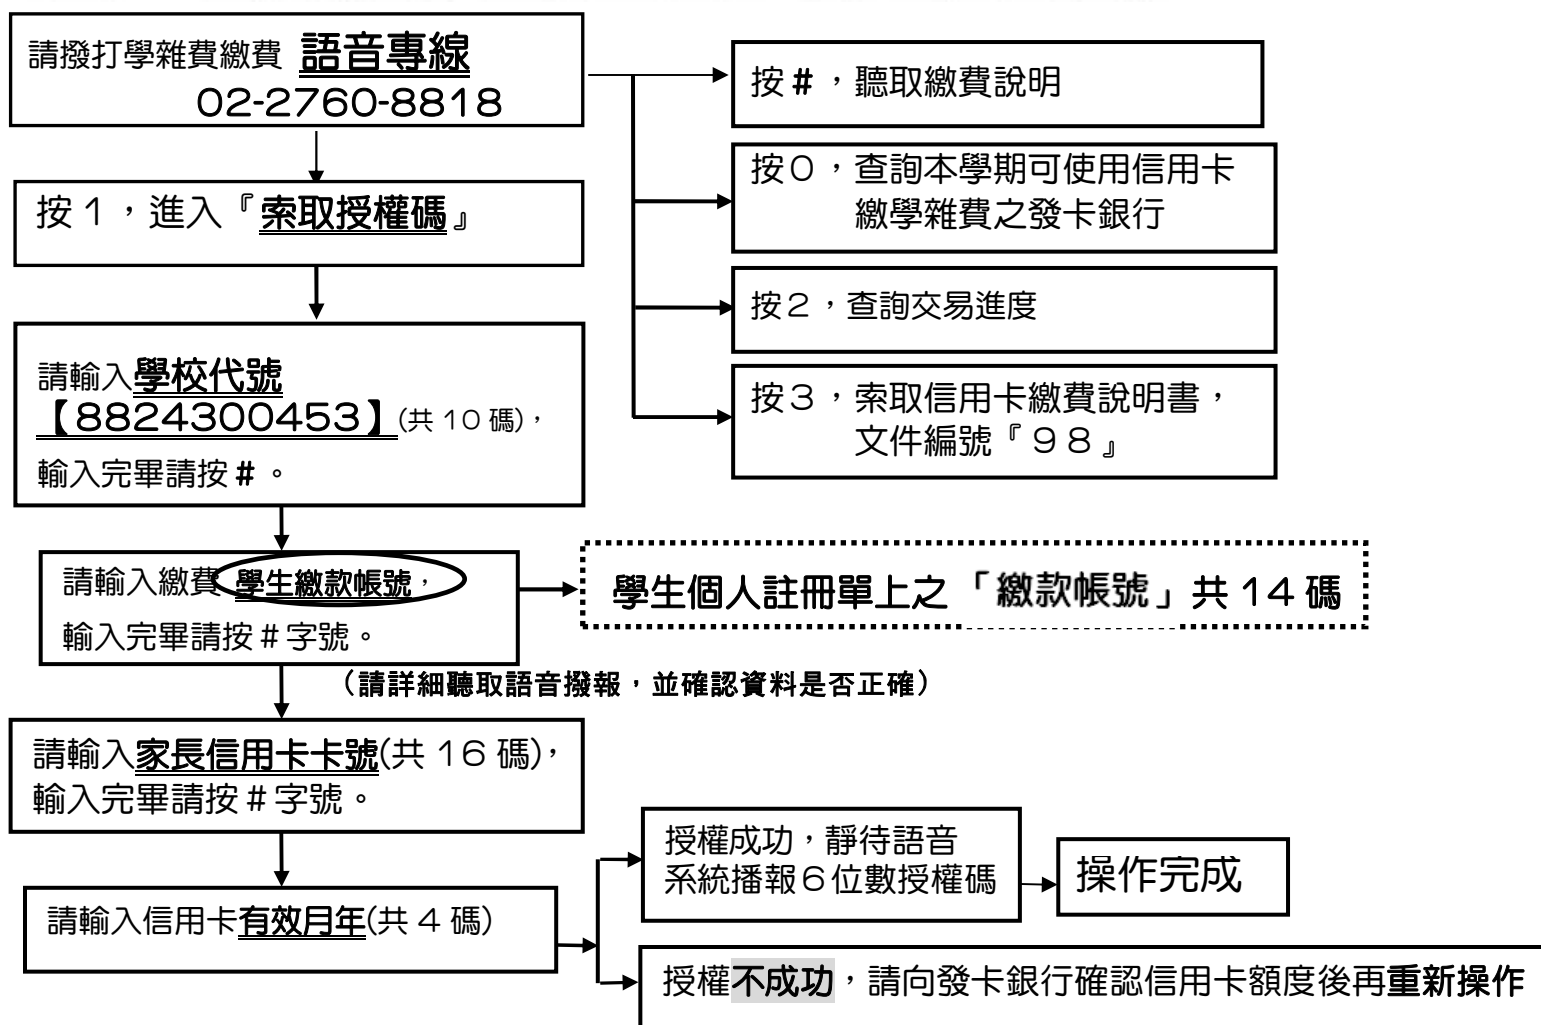 請撥打學雜費繳費 語音專線
02-2760-8818
按#，聽取繳費說明
按０，查詢本學期可使用信用卡
繳學雜費之發卡銀行
按２，查詢交易進度
按３，索取信用卡繳費說明書，
文件編號『９８』
按１，進入『索取授權碼』
請輸入學校代號
【8824300453】(共 10 碼)，
輸入完畢請按#。
請輸入繳費 學生繳款帳號，
輸入完畢請按#字號。
學生個人註冊單上之「繳款帳號」共 14 碼
（請詳細聽取語音撥報，並確認資料是否正確）
請輸入家長信用卡卡號(共 16 碼)，
輸入完畢請按#字號。
請輸入信用卡有效月年(共 4 碼)
授權成功，靜待語音
系統播報６位數授權碼
操作完成
授權不成功，請向發卡銀行確認信用卡額度後再重新操作